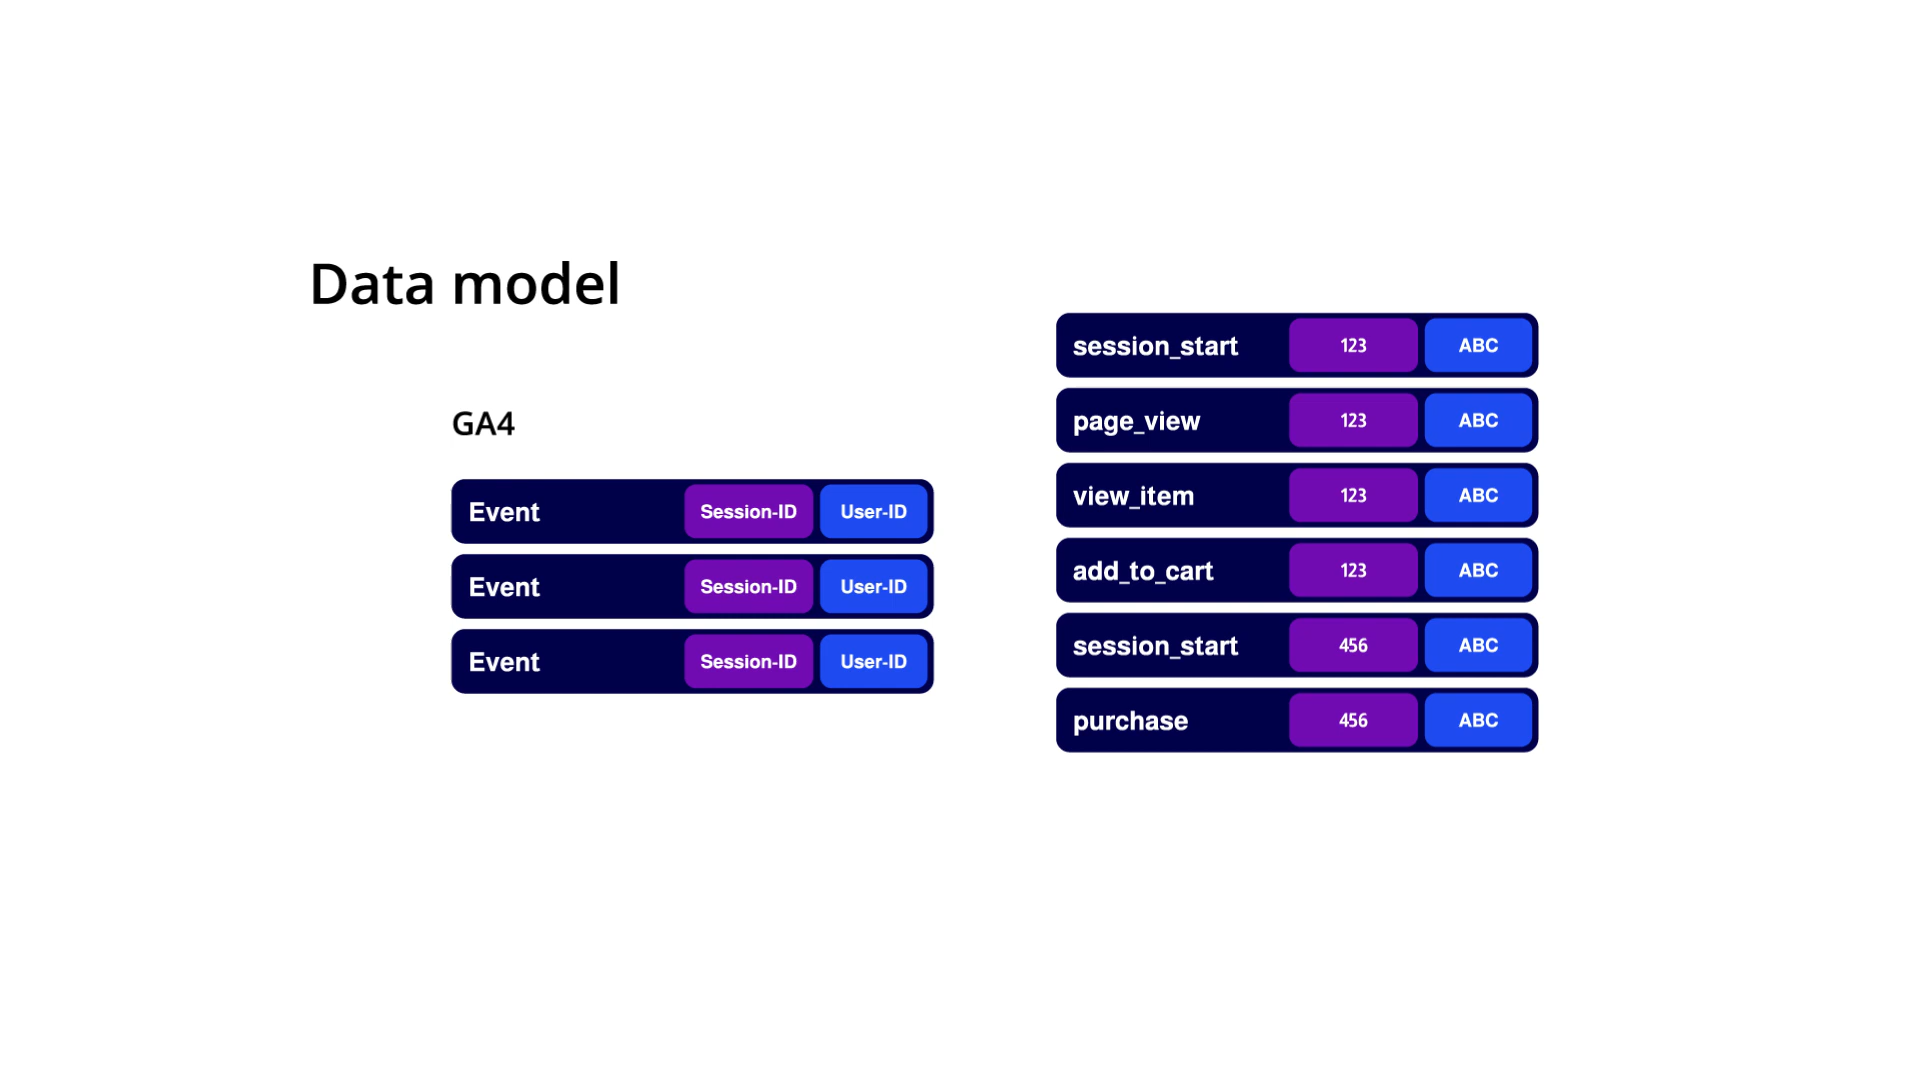 Data model
GA4
Event Session-ID User-ID
Event Session-ID User-ID
Event Session-ID User-ID
session_start 123 ABC
page_view 123 ABC
view_item 123 ABC
add_to_cart 123 ABC
session_start 456 ABC
purchase 456 ABC